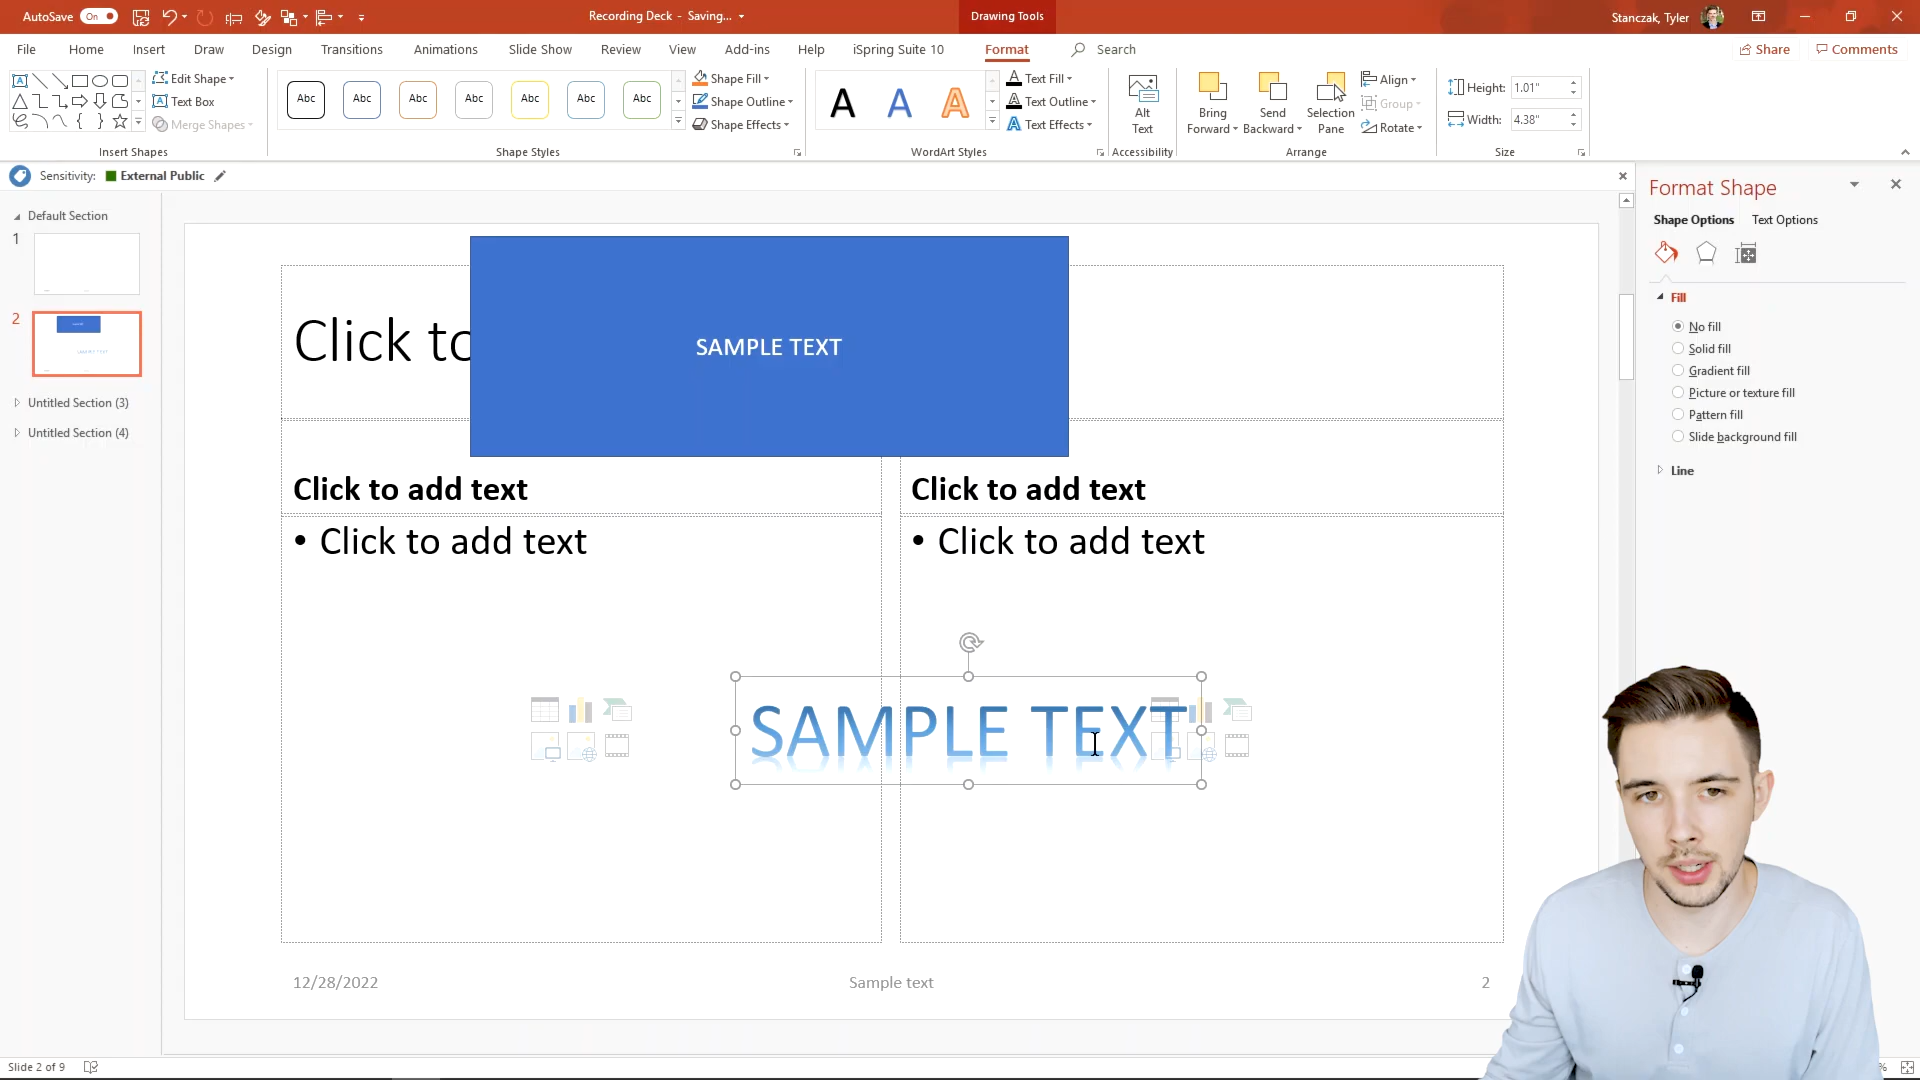 AutoSave On Recording Deck - Saving... Drawing Tools Stanczak, Tyler
File Home Insert Draw Design Transitions Animations Slide Show Review View Add-ins Help iSpring Suite 10 Format Search Share Comments
Edit Shape
Text Box
Merge Shapes
Insert Shapes
Abc Abc Abc Abc Abc Abc Abc
Shape Fill
Shape Outline
Shape Effects
Shape Styles
A A A
Text Fill
Text Outline
Text Effects
WordArt Styles
Alt
Text
Accessibility
Bring
Forward
Send
Backward
Selection
Pane
Align
Group
Rotate
Arrange
Height: 1.01"
Width: 4.38"
Size
Sensitivity: External Public
Default Section
1
2
Untitled Section (3)
Untitled Section (4)
Click to
SAMPLE TEXT
Click to add text
Click to add text
• Click to add text
• Click to add text
SAMPLE TEXT
12/28/2022 Sample text 2
Format Shape
Shape Options Text Options
Fill
No fill
Solid fill
Gradient fill
Picture or texture fill
Pattern fill
Slide background fill
Line
Slide 2 of 9
%